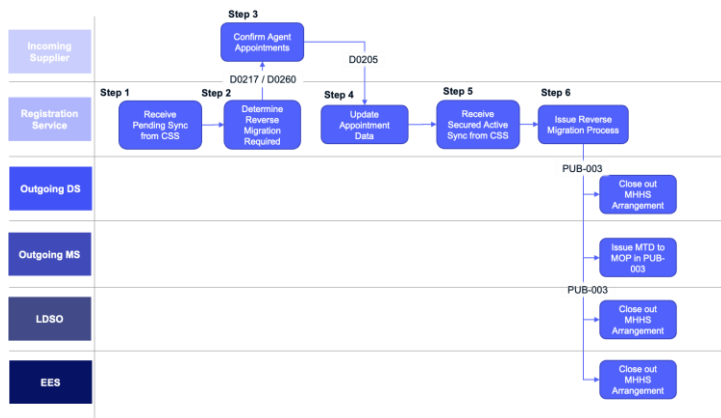 Step 3
Incoming
Supplier
Confirm Agent
Appointments
D0205
D0217 / D0260
Step 1
Step 2
Step 4
Step 5
Step 6
Registration
Service
Receive
Pending Sync
from CSS
Determine
Reverse
Migration
Required
Update
Appointment
Data
Receive
Secured Active
Sync from CSS
Issue Reverse
Migration Process
PUB-003
Outgoing DS
Close out
MHHS
Arrangement
Outgoing MS
Issue MTD to
MOP in PUB-
003
PUB-003
LDSO
Close out
MHHS
Arrangement
EES
Close out
MHHS
Arrangement